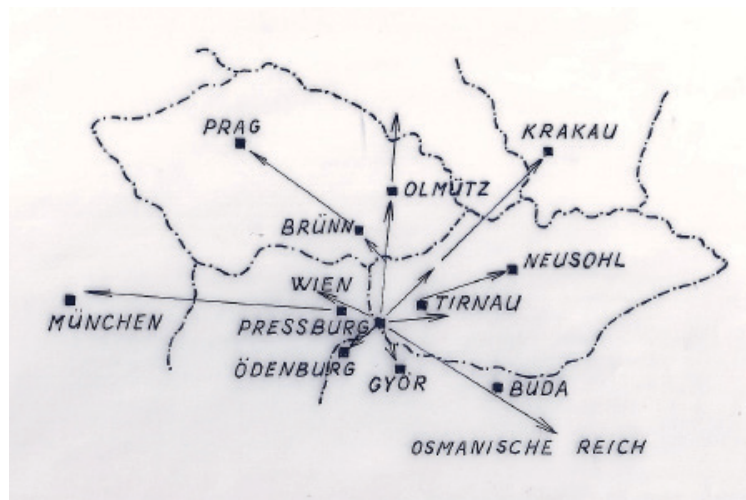 PRAG
KRAKAU
OLMÜTZ
BRÜNN
NEUSOHL
WIEN
TIRNAU
MÜNCHEN
PRESSBURG
ÖDENBURG
GYÖR
BUDA
OSMANISCHE REICH